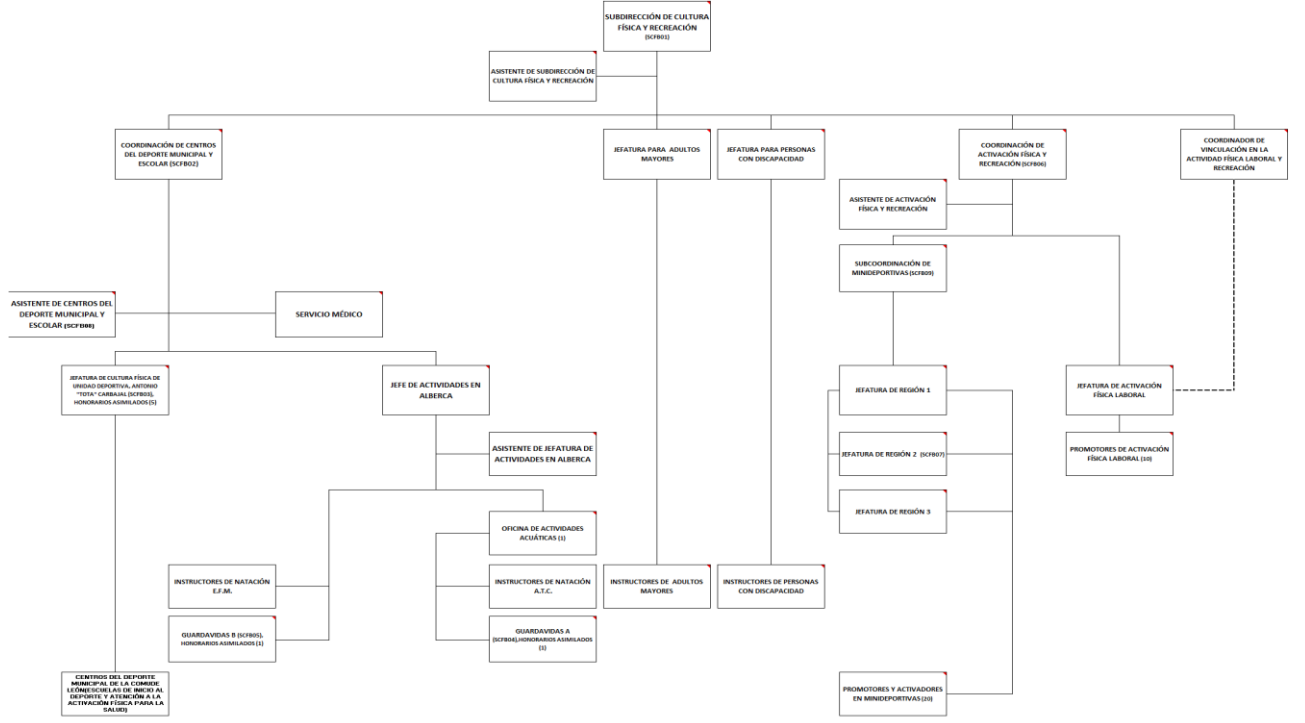 SUBDIRECCIÓN DE CULTURA
FÍSICA Y RECREACIÓN
(SCFB01)
ASISTENTE DE SUBDIRECCIÓN DE
CULTURA FÍSICA Y RECREACIÓN
COORDINACIÓN DE CENTROS
DEL DEPORTE MUNICIPAL Y
ESCOLAR (SCFB02)
JEFATURA PARA ADULTOS
MAYORES
JEFATURA PARA PERSONAS
CON DISCAPACIDAD
COORDINACIÓN DE
ACTIVACIÓN FÍSICA Y
RECREACIÓN (SCFB06)
COORDINADOR DE
VINCULACIÓN EN LA
ACTIVIDAD FÍSICA LABORAL Y
RECREACIÓN
ASISTENTE DE ACTIVACIÓN
FÍSICA Y RECREACIÓN
SUBCOORDINACIÓN DE
MINIDEPORTIVAS (SCFB09)
ASISTENTE DE CENTROS DEL
DEPORTE MUNICIPAL Y
ESCOLAR (SCFB08)
SERVICIO MÉDICO
JEFATURA DE CULTURA FÍSICA DE
UNIDAD DEPORTIVA, ANTONIO
"TOTA" CARBAJAL (SCFB03),
HONORARIOS ASIMILADOS (5)
JEFE DE ACTIVIDADES EN
ALBERCA
JEFATURA DE REGIÓN 1
JEFATURA DE ACTIVACIÓN
FÍSICA LABORAL
ASISTENTE DE JEFATURA DE
ACTIVIDADES EN ALBERCA
JEFATURA DE REGIÓN 2 (SCFB07)
PROMOTORES DE ACTIVACIÓN
FÍSICA LABORAL (10)
JEFATURA DE REGIÓN 3
OFICINA DE ACTIVIDADES
ACUÁTICAS (1)
INSTRUCTORES DE NATACIÓN
E.F.M.
INSTRUCTORES DE NATACIÓN
A.T.C.
INSTRUCTORES DE ADULTOS
MAYORES
INSTRUCTORES DE PERSONAS
CON DISCAPACIDAD
GUARDAVIDAS B (SCFB05),
HONORARIOS ASIMILADOS (1)
GUARDAVIDAS A
(SCFB04),HONORARIOS ASIMILADOS
(1)
CENTROS DEL DEPORTE
MUNICIPAL DE LA COMUDE
LEÓN(ESCUELAS DE INICIO AL
DEPORTE Y ATENCIÓN A LA
ACTIVACIÓN FÍSICA PARA LA
SALUD)
PROMOTORES Y ACTIVADORES
EN MINIDEPORTIVAS (20)